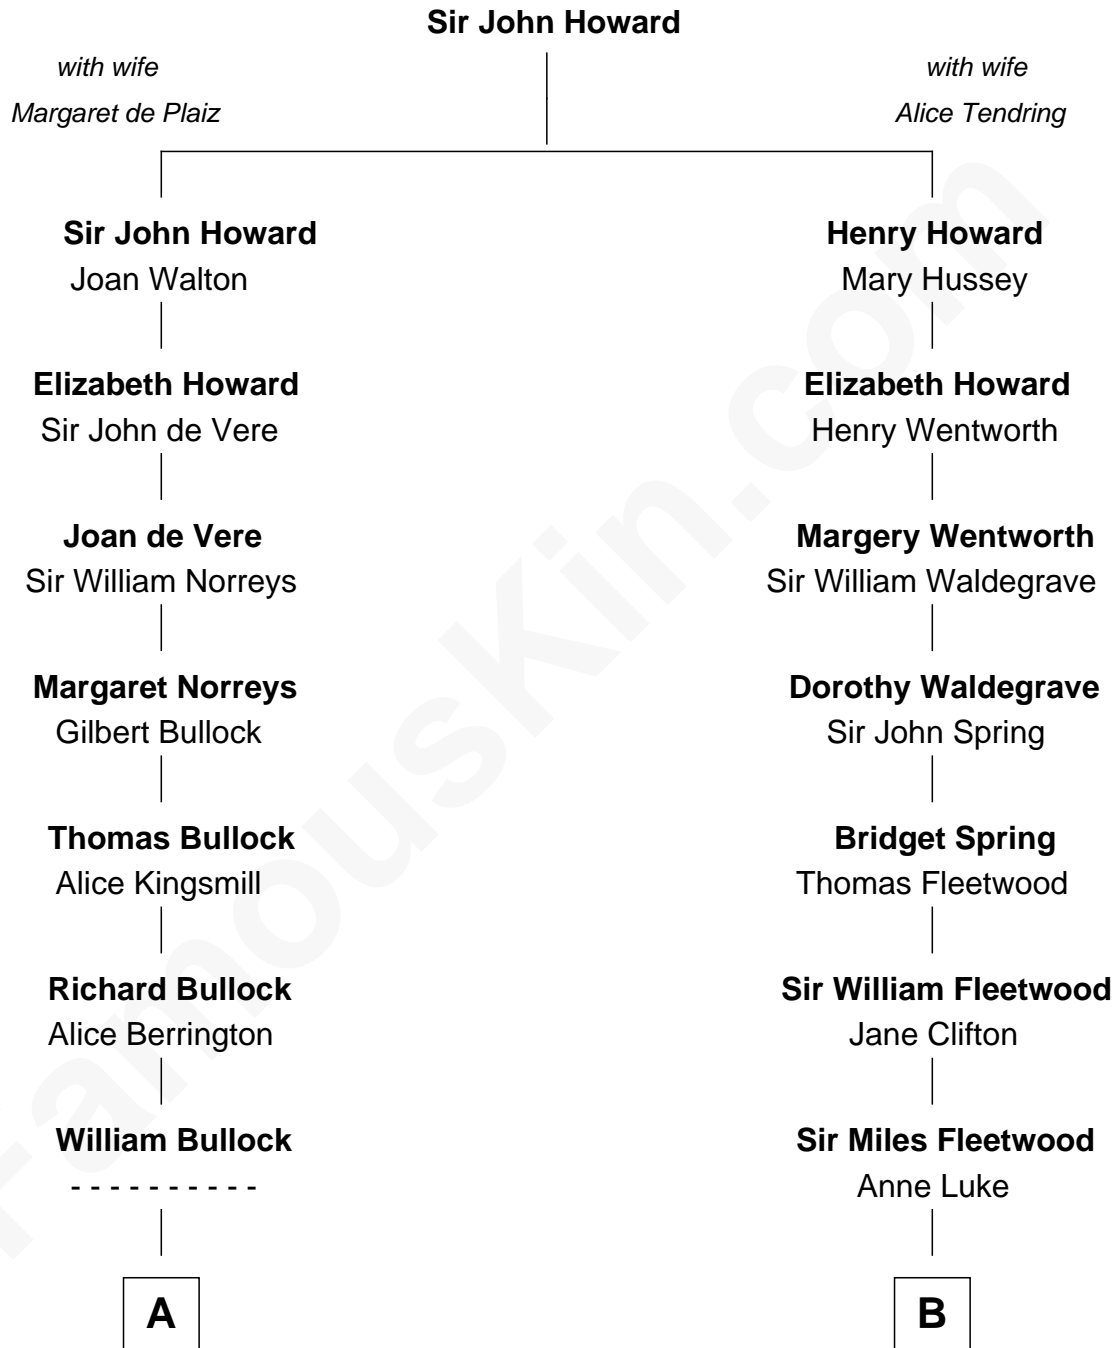 Sir John Howard
with wife
Margaret de Plaiz
with wife
Alice Tendring
Sir John Howard
Joan Walton
Henry Howard
Mary Hussey
Elizabeth Howard
Sir John de Vere
Elizabeth Howard
Henry Wentworth
Joan de Vere
Sir William Norreys
Margery Wentworth
Sir William Waldegrave
Margaret Norreys
Gilbert Bullock
Dorothy Waldegrave
Sir John Spring
Thomas Bullock
Alice Kingsmill
Bridget Spring
Thomas Fleetwood
Richard Bullock
Alice Berrington
Sir William Fleetwood
Jane Clifton
William Bullock
- - - - - - - - - -
Sir Miles Fleetwood
Anne Luke
A
B
FamousKin.com